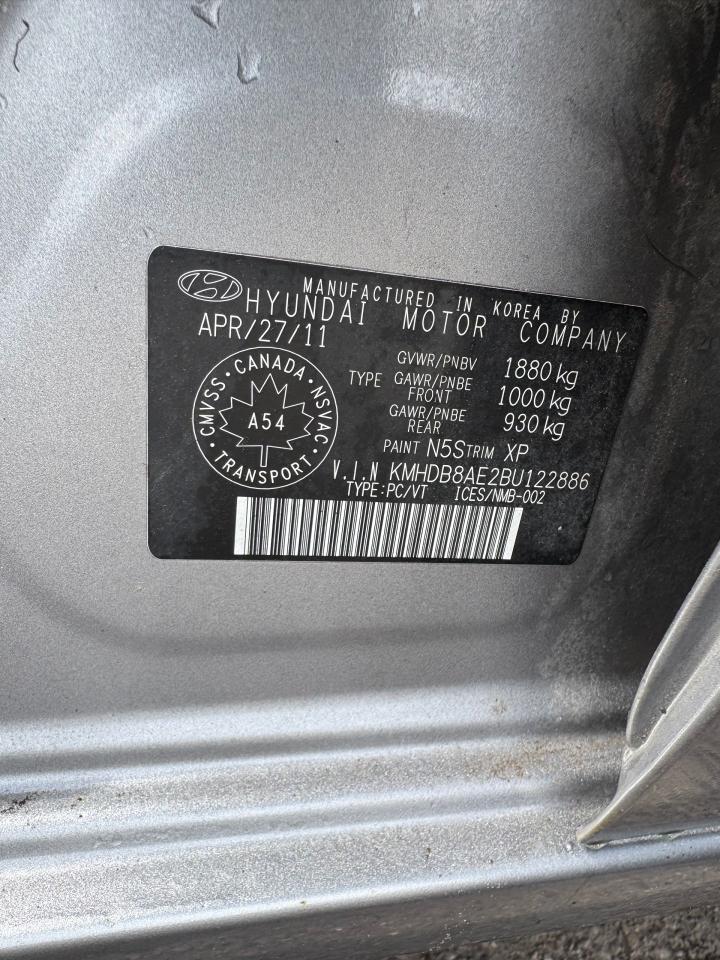 MANUFACTURED IN KOREA BY
HYUNDAI MOTOR COMPANY
APR/27/11
CMVSS • CANADA • NSVAC • TRANSPORT •
A54
TYPE
GVWR/PNBV 1880 kg
GAWR/PNBE FRONT 1000 kg
GAWR/PNBE REAR 930 kg
PAINT N5S TRIM XP
V.I.N KMHDB8AE2BU122886
TYPE:PC/VT ICES/NMB-002